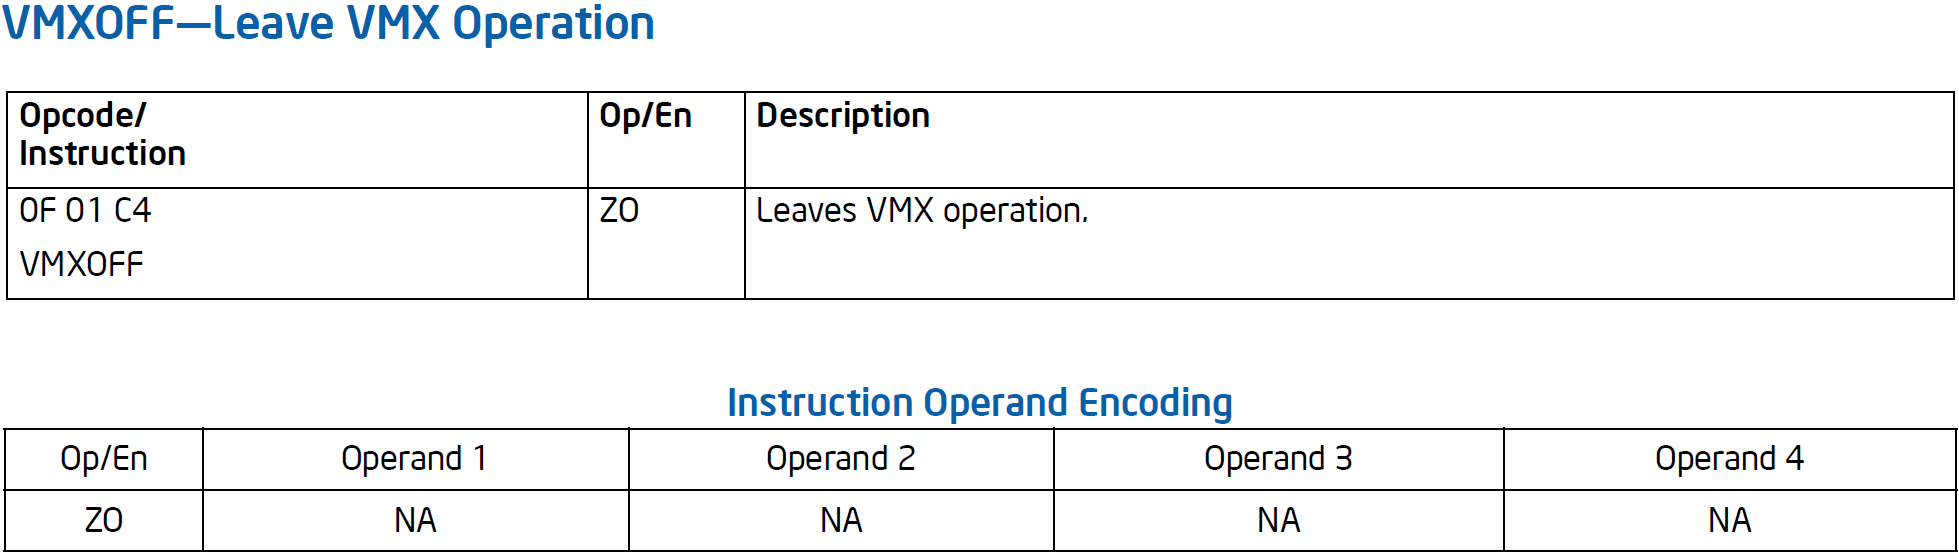 VMXOFF—Leave VMX Operation
Opcode/ Op/En Description
Instruction
0F 01 C4 ZO Leaves VMX operation.
VMXOFF
Instruction Operand Encoding
Op/En Operand 1 Operand 2 Operand 3 Operand 4
ZO NA NA NA NA